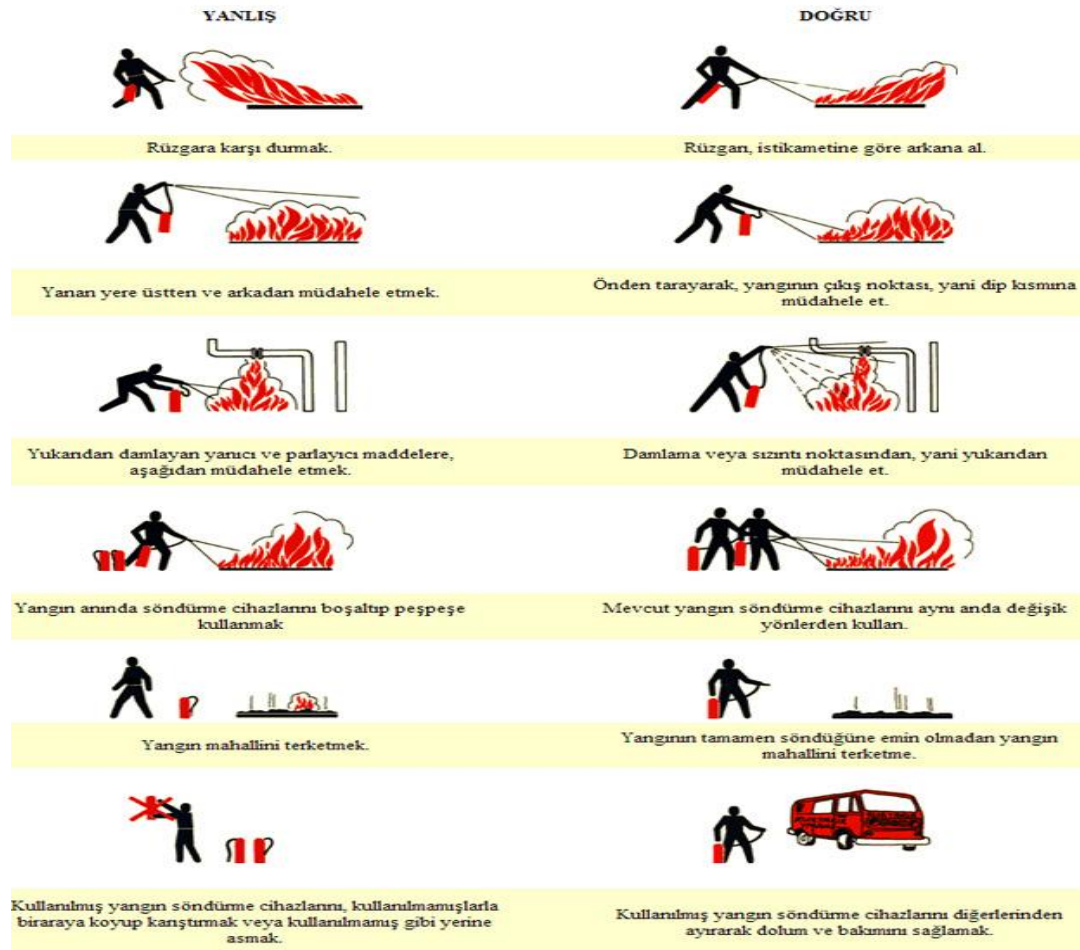 YANLIŞ
DOĞRU
Rüzgara karşı durmak.
Rüzgarı, istikametine göre arkana al.
Yanan yere üstten ve arkadan müdahele etmek.
Önden tarayarak, yangının çıkış noktası, yani dip kısmına
müdahele et.
Yukarıdan damlayan yanıcı ve parlayıcı maddelere,
aşağıdan müdahele etmek.
Damlama veya sızıntı noktasından, yani yukarıdan
müdahele et.
Yangın anında söndürme cihazlarını boşaltıp peşpeşe
kullanmak
Mevcut yangın söndürme cihazlarını aynı anda değişik
yönlerden kullan.
Yangın mahallini terketmek.
Yangının tamamen söndüğüne emin olmadan yangın
mahallini terketme.
Kullanılmış yangın söndürme cihazlarını, kullanılmamışlarla
biraraya koyup karıştırmak veya kullanılmamış gibi yerine
asmak.
Kullanılmış yangın söndürme cihazlarını diğerlerinden
ayırarak dolum ve bakımını sağlamak.